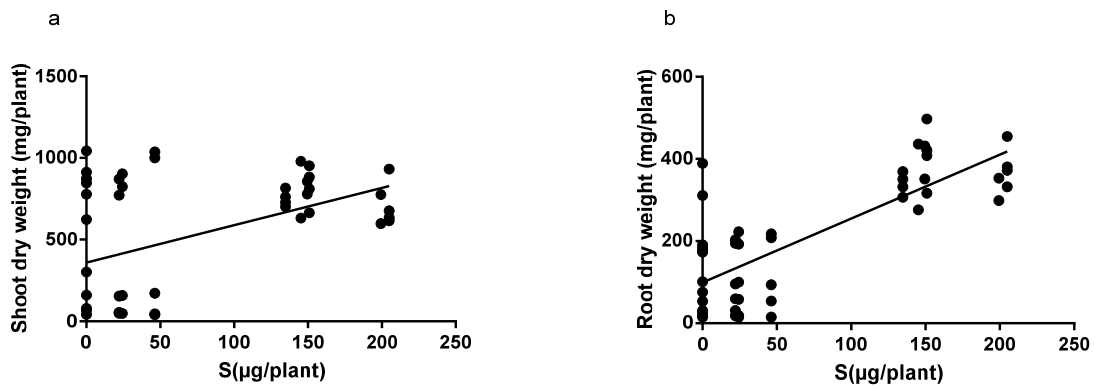 a
Shoot dry weight (mg/plant)
1500
1000
500
0
0 50 100 150 200 250
S(µg/plant)
b
Root dry weight (mg/plant)
600
400
200
0
0 50 100 150 200 250
S(µg/plant)